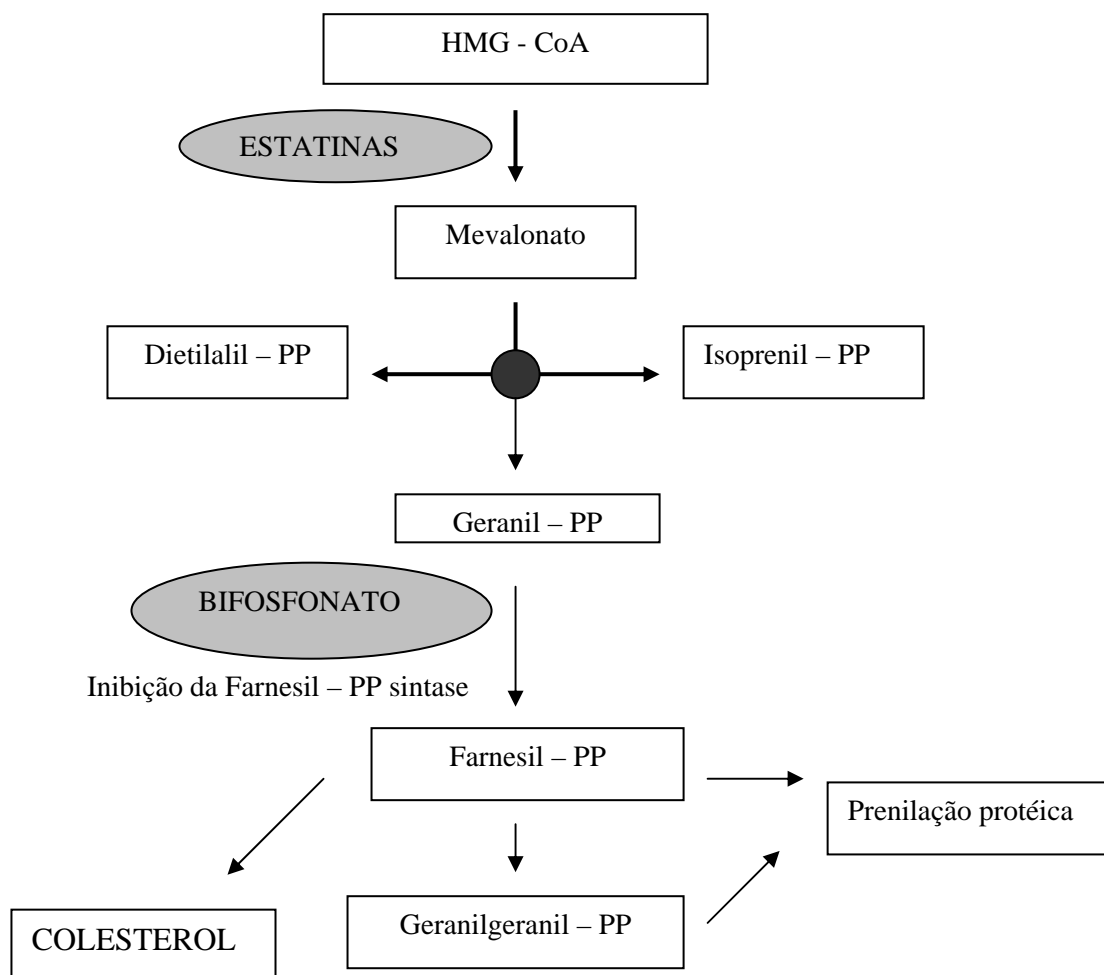 HMG - CoA
ESTATINAS
Mevalonato
Dietilalil – PP
Isoprenil – PP
Geranil – PP
BIFOSFONATO
Inibição da Farnesil – PP sintase
Farnesil – PP
Prenilação protéica
Geranilgeranil – PP
COLESTEROL